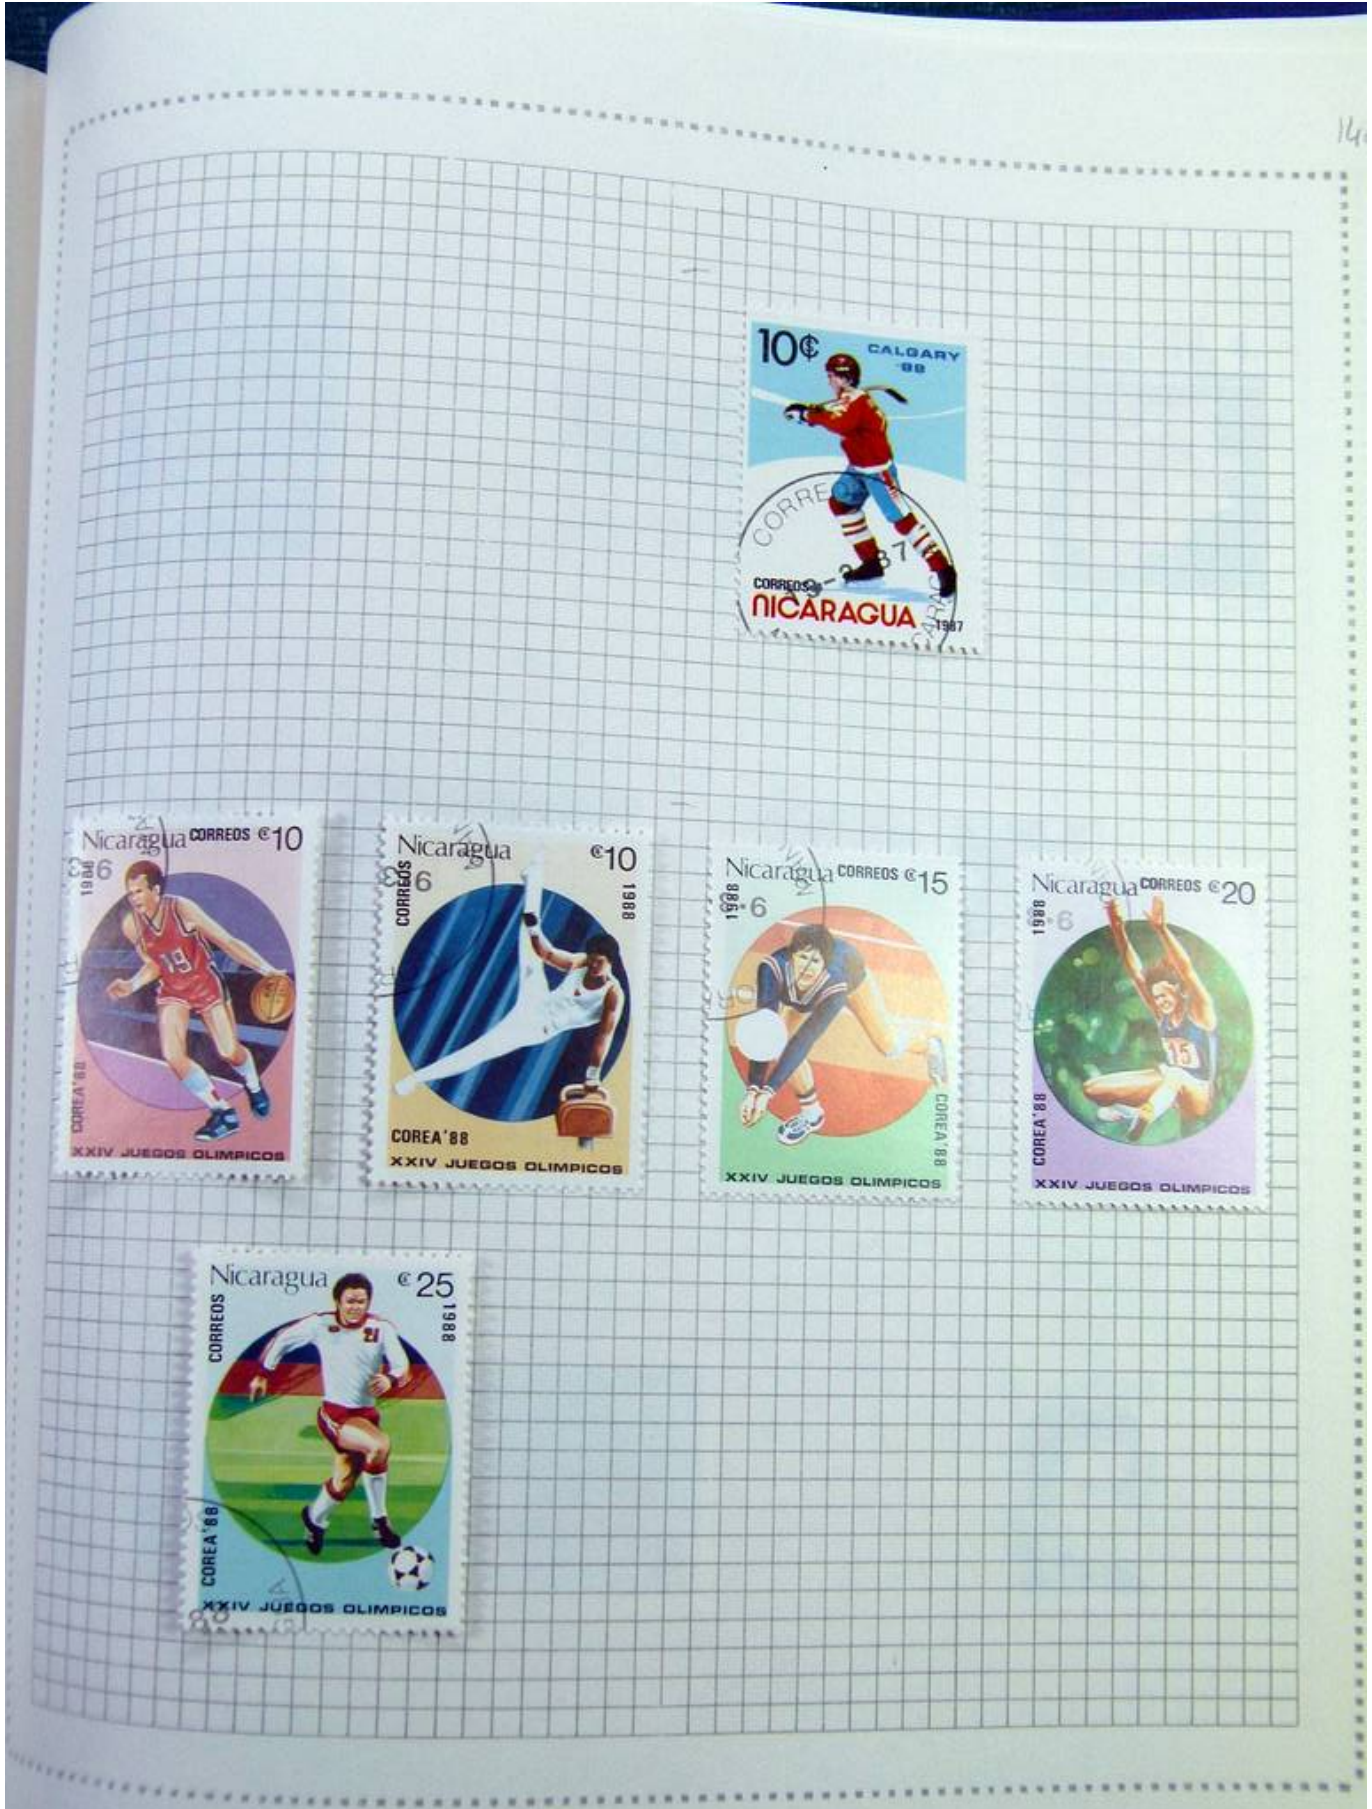 10¢
CALGARY
'88
CORREOS
NICARAGUA
1987
Nicaragua CORREOS ₡10
1988
19
COREA'88
XXIV JUEGOS OLIMPICOS
Nicaragua
₡10
CORREOS
1988
COREA'88
XXIV JUEGOS OLIMPICOS
Nicaragua CORREOS ₡15
1988
COREA'88
XXIV JUEGOS OLIMPICOS
Nicaragua CORREOS ₡20
1988
15
COREA'88
XXIV JUEGOS OLIMPICOS
Nicaragua
₡25
CORREOS
1988
21
COREA'88
XXIV JUEGOS OLIMPICOS